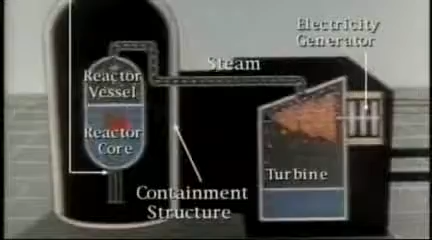 Electricity
Generator
Steam
Reactor
Vessel
Reactor
Core
Turbine
Containment
Structure